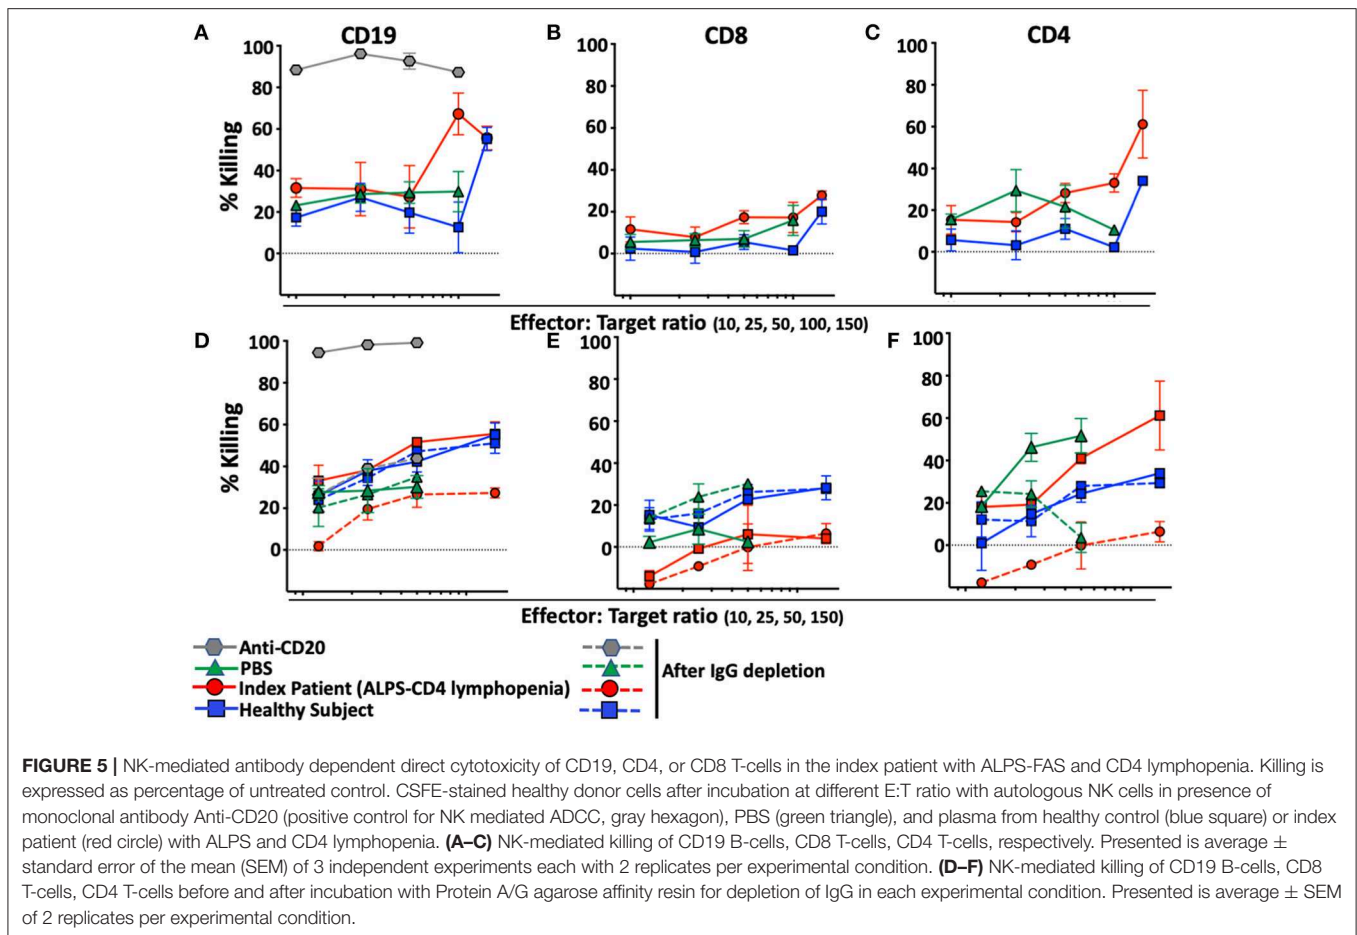 A
CD19
B
CD8
C
CD4
% Killing
100
80
60
40
20
0
100
80
60
40
20
0
100
80
60
40
20
0
Effector: Target ratio (10, 25, 50, 100, 150)
D
E
F
% Killing
100
80
60
40
20
0
100
80
60
40
20
0
100
80
60
40
20
0
Effector: Target ratio (10, 25, 50, 150)
Anti-CD20
PBS
Index Patient (ALPS-CD4 lymphopenia)
Healthy Subject
After IgG depletion
FIGURE 5 | NK-mediated antibody dependent direct cytotoxicity of CD19, CD4, or CD8 T-cells in the index patient with ALPS-FAS and CD4 lymphopenia. Killing is
expressed as percentage of untreated control. CSFE-stained healthy donor cells after incubation at different E:T ratio with autologous NK cells in presence of
monoclonal antibody Anti-CD20 (positive control for NK mediated ADCC, gray hexagon), PBS (green triangle), and plasma from healthy control (blue square) or index
patient (red circle) with ALPS and CD4 lymphopenia. (A–C) NK-mediated killing of CD19 B-cells, CD8 T-cells, CD4 T-cells, respectively. Presented is average ±
standard error of the mean (SEM) of 3 independent experiments each with 2 replicates per experimental condition. (D–F) NK-mediated killing of CD19 B-cells, CD8
T-cells, CD4 T-cells before and after incubation with Protein A/G agarose affinity resin for depletion of IgG in each experimental condition. Presented is average ± SEM
of 2 replicates per experimental condition.